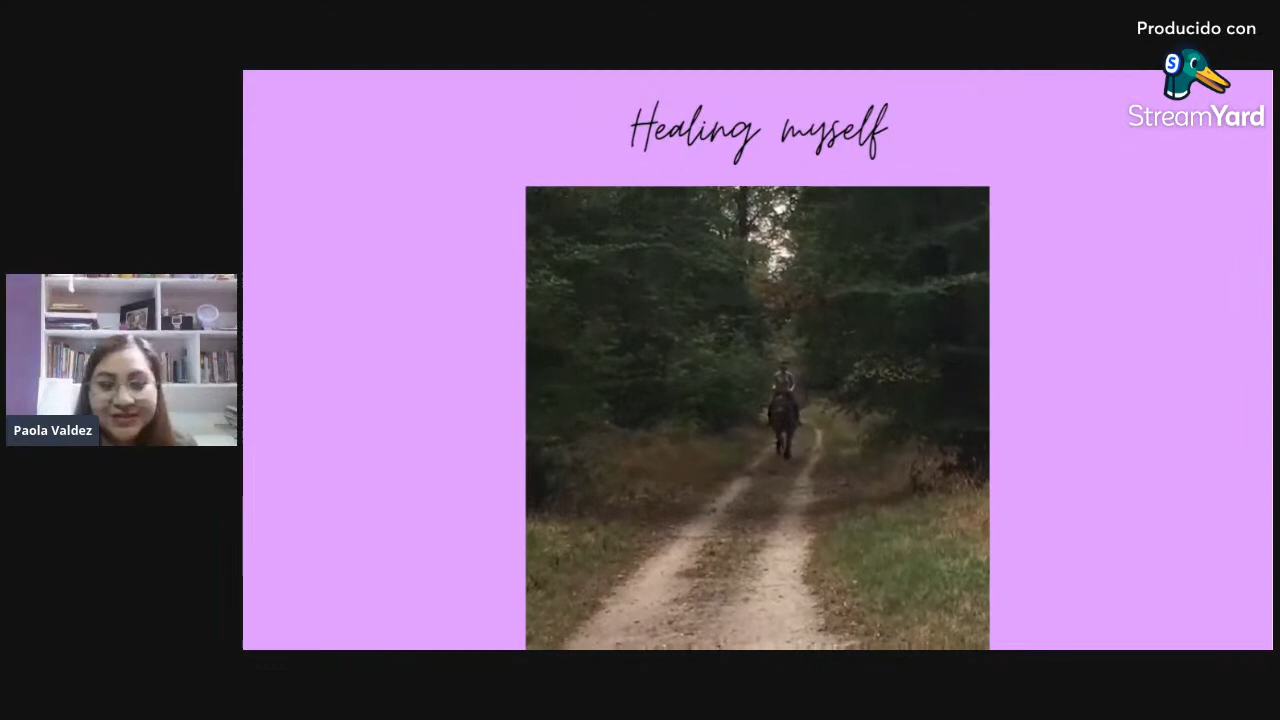 Producido con
S
StreamYard
Healing myself
Paola Valdez